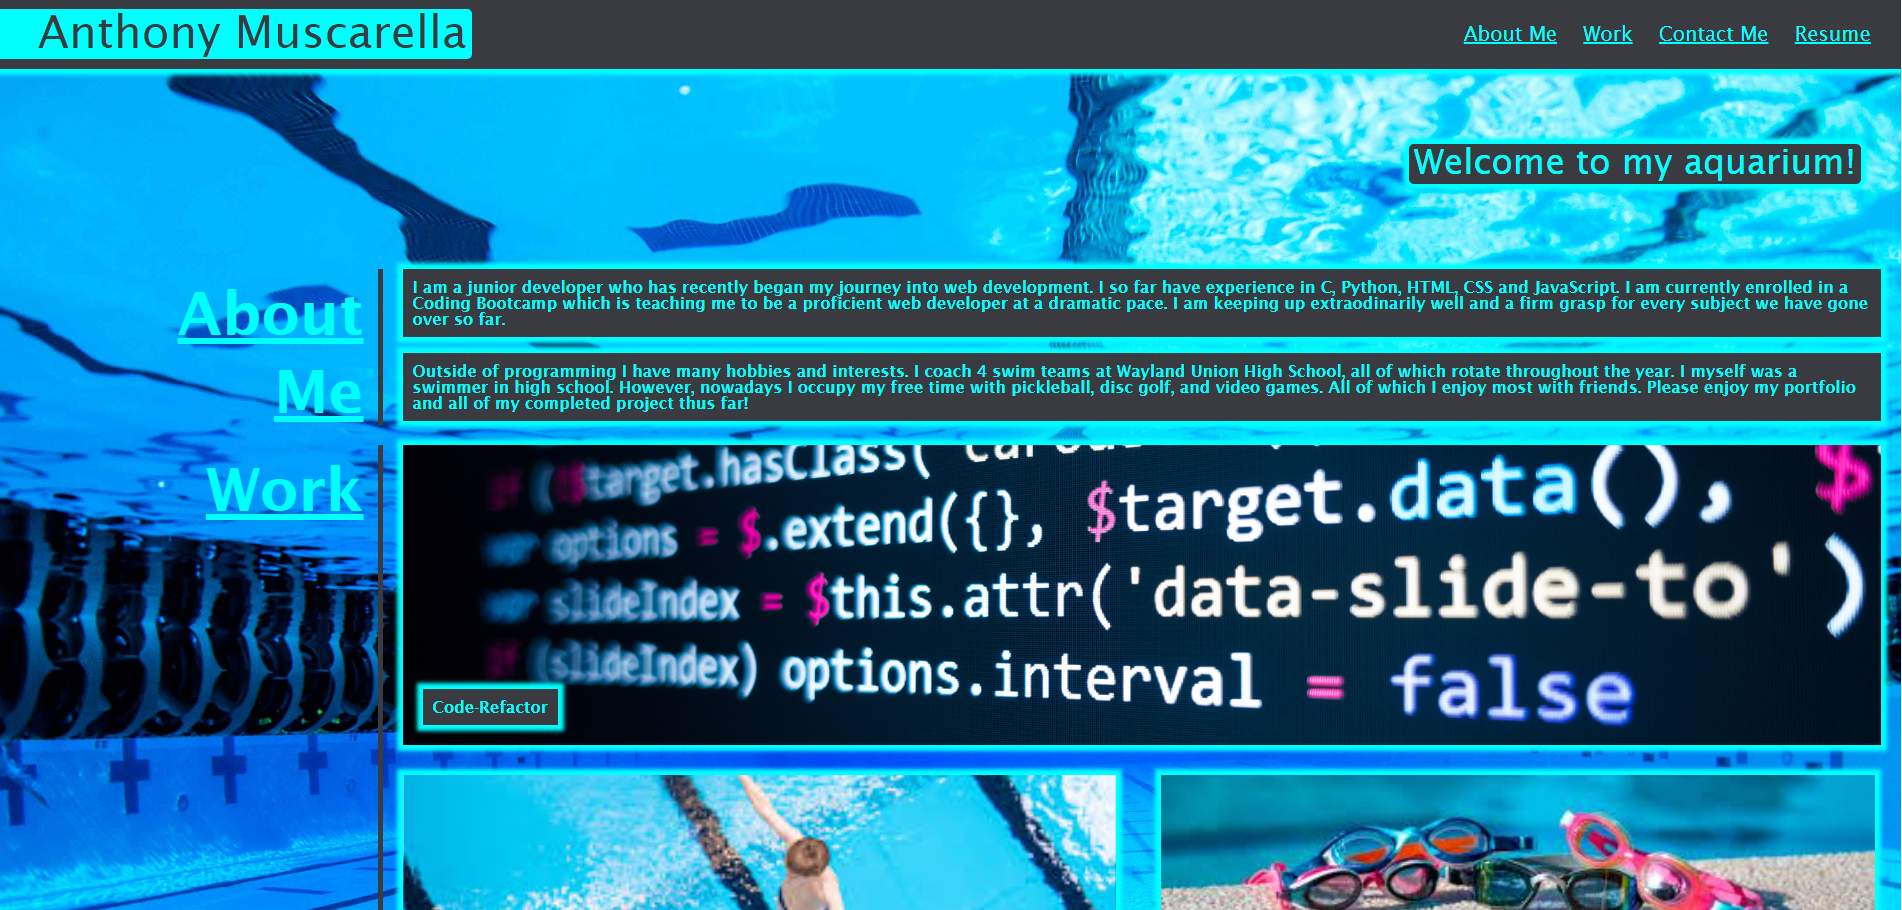 Anthony Muscarella
About Me Work Contact Me Resume
Welcome to my aquarium!
About
Me
I am a junior developer who has recently began my journey into web development. I so far have experience in C, Python, HTML, CSS and JavaScript. I am currently enrolled in a
Coding Bootcamp which is teaching me to be a proficient web developer at a dramatic pace. I am keeping up extraodinarily well and a firm grasp for every subject we have gone
over so far.
Outside of programming I have many hobbies and interests. I coach 4 swim teams at Wayland Union High School, all of which rotate throughout the year. I myself was a
swimmer in high school. However, nowadays I occupy my free time with pickleball, disc golf, and video games. All of which I enjoy most with friends. Please enjoy my portfolio
and all of my completed project thus far!
Work
$target.hasClass(
var options = $.extend({}, $target.data(), $
var slideIndex = $this.attr('data-slide-to')
if (slideIndex) options.interval = false
Code-Refactor